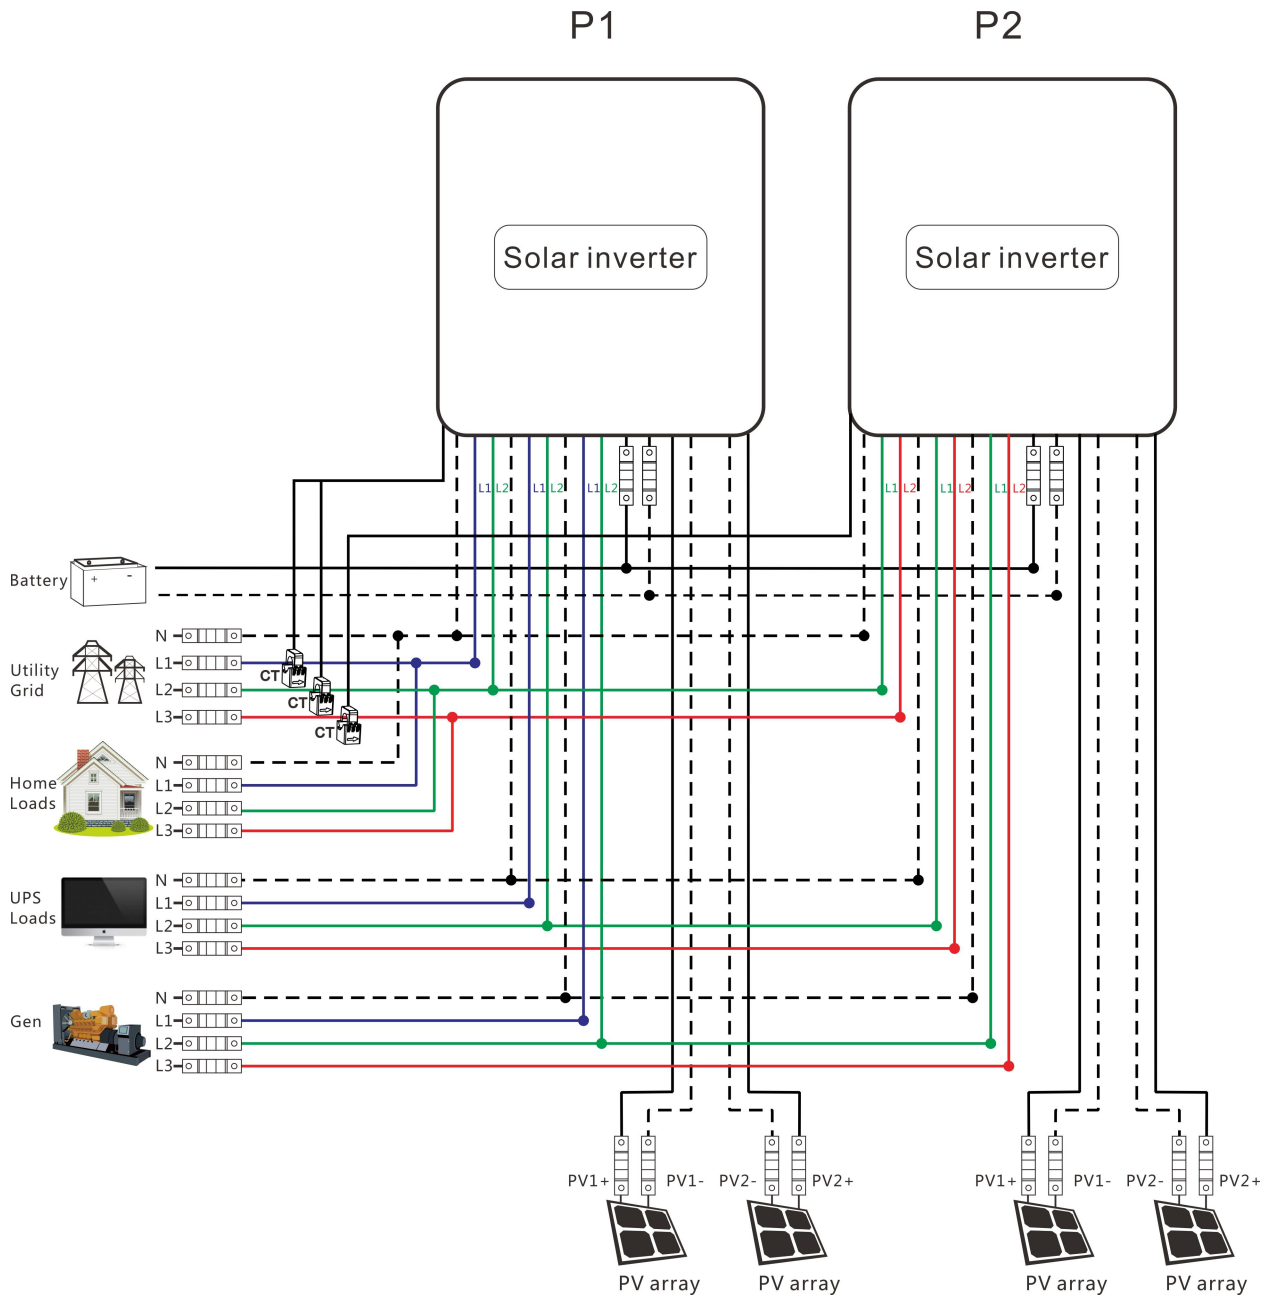 P1
P2
Solar inverter
Solar inverter
L1 L2
L1 L2
L1 L2
L1 L2
L1 L2
L1 L2
Battery
+ -
N
L1
L2
L3
Utility
Grid
CT
CT
CT
N
L1
L2
L3
Home
Loads
N
L1
L2
L3
UPS
Loads
N
L1
L2
L3
Gen
PV1+
PV1-
PV2-
PV2+
PV1+
PV1-
PV2-
PV2+
PV array
PV array
PV array
PV array